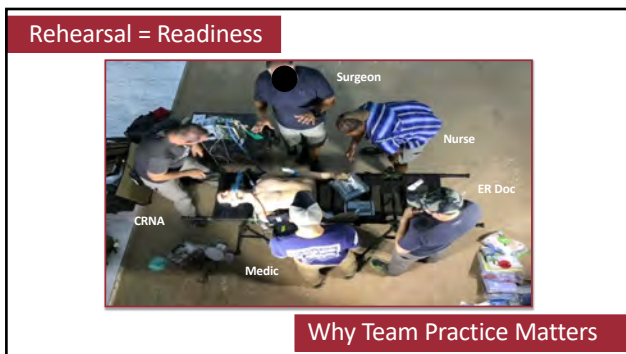 Rehearsal = Readiness
Surgeon
Nurse
ER Doc
CRNA
Medic
Why Team Practice Matters